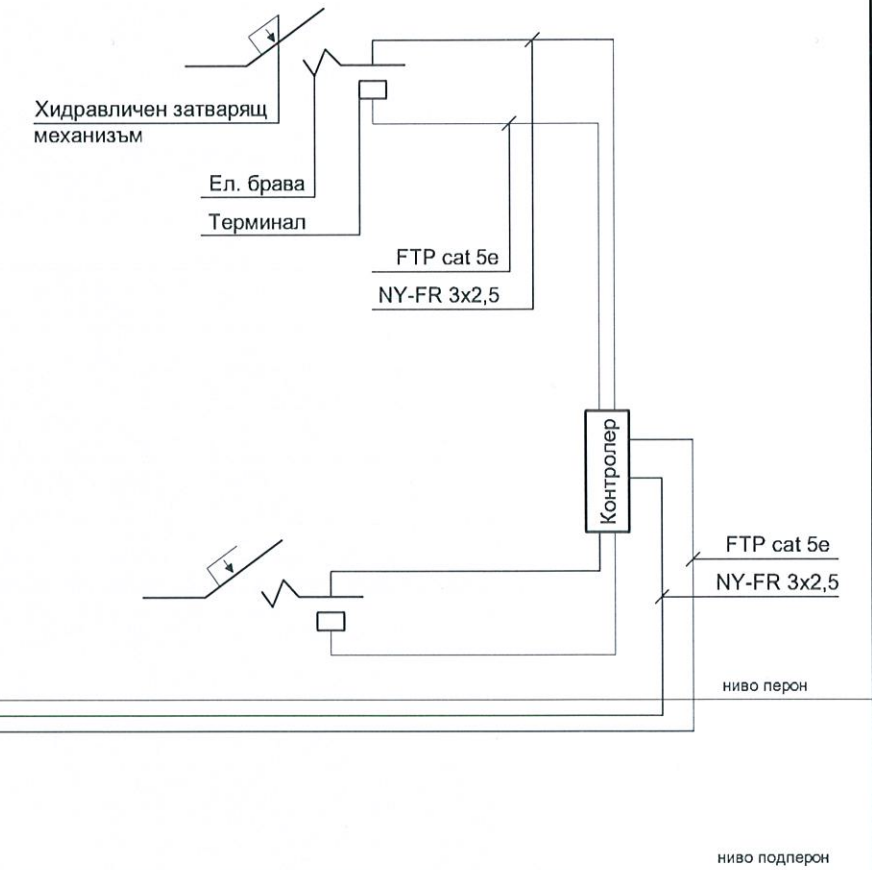 Хидравличен затварящ
механизъм
Ел. брава
Терминал
FTP cat 5e
NY-FR 3x2,5
Контролер
FTP cat 5e
NY-FR 3x2,5
ниво перон
ниво подперон